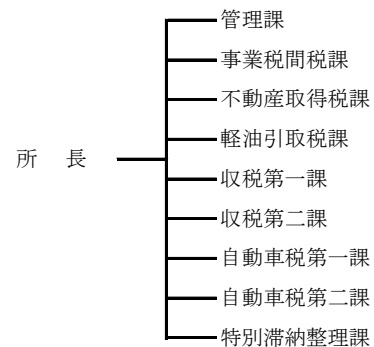 管理課
事業税間税課
不動産取得税課
軽油引取税課
所 長
収税第一課
収税第二課
自動車税第一課
自動車税第二課
特別滞納整理課